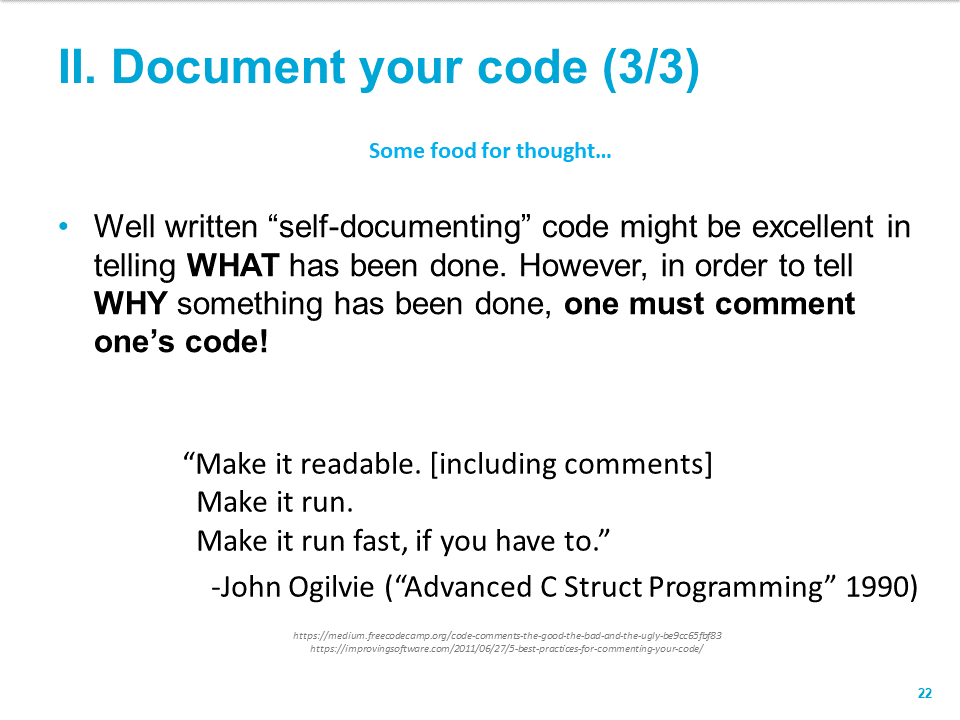 II. Document your code (3/3)
Some food for thought…
• Well written “self-documenting” code might be excellent in
telling WHAT has been done. However, in order to tell
WHY something has been done, one must comment
one’s code!
“Make it readable. [including comments]
Make it run.
Make it run fast, if you have to.”
-John Ogilvie (“Advanced C Struct Programming” 1990)
https://medium.freecodecamp.org/code-comments-the-good-the-bad-and-the-ugly-be9cc65fbf83
https://improvingsoftware.com/2011/06/27/5-best-practices-for-commenting-your-code/
22